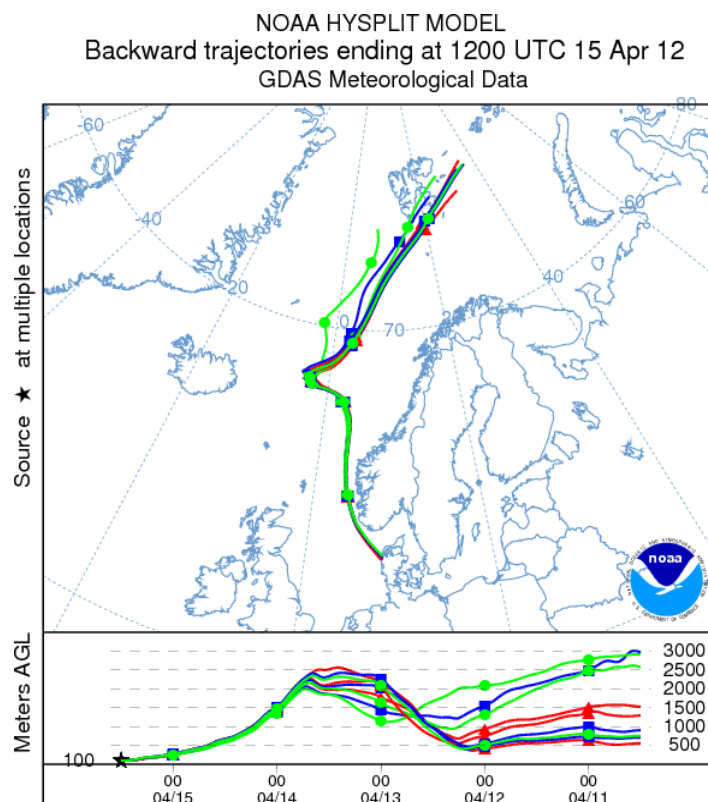 NOAA HYSPLIT MODEL
Backward trajectories ending at 1200 UTC 15 Apr 12
GDAS Meteorological Data
Source ★ at multiple locations
-60
80
-40
60
-20
40
0
70
noaa
Meters AGL
3000
2500
2000
1500
1000
500
100
00 00 00 00 00
04/15 04/14 04/13 04/12 04/11